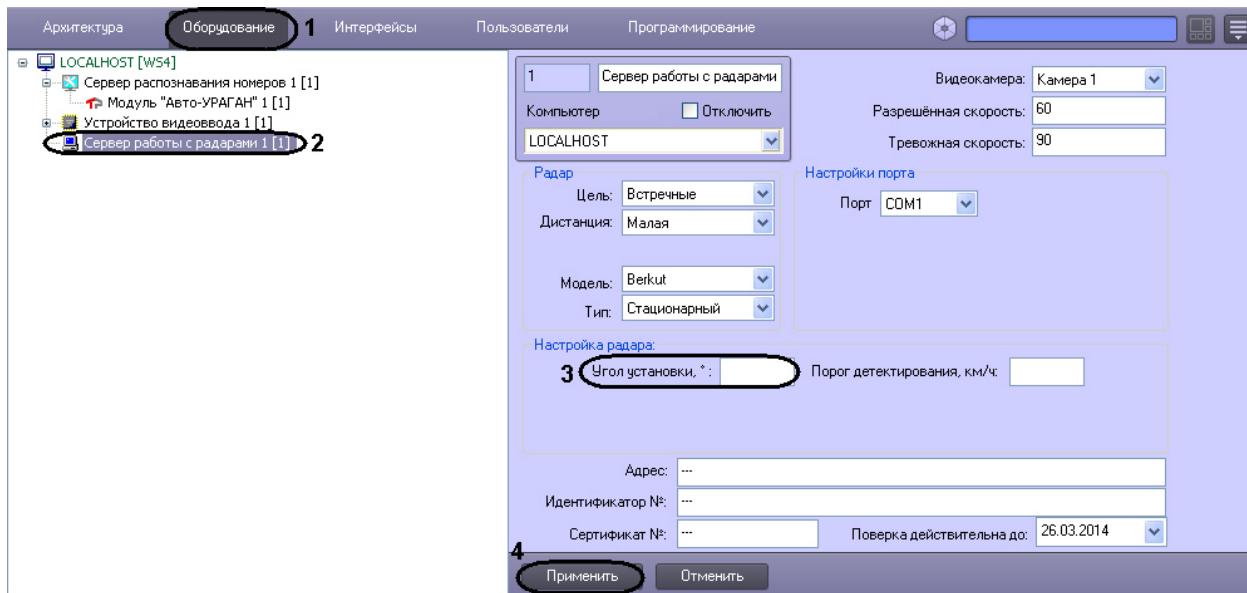 Архитектура Оборудование 1 Интерфейсы Пользователи Программирование
LOCALHOST [WS4]
Сервер распознавания номеров 1 [1]
Модуль "Авто-УРАГАН" 1 [1]
Устройство видеоввода 1 [1]
Сервер работы с радарами 1 [1] 2
1 Сервер работы с радарами
Компьютер Отключить
LOCALHOST
Видеокамера: Камера 1
Разрешённая скорость: 60
Тревожная скорость: 90
Радар
Цель: Встречные
Дистанция: Малая
Модель: Berkut
Тип: Стационарный
Настройки порта
Порт COM1
Настройка радара:
3 Угол установки, ° : Порог детектирования, км/ч:
Адрес: ---
Идентификатор №: ---
Сертификат №: --- Поверка действительна до: 26.03.2014
4
Применить Отменить